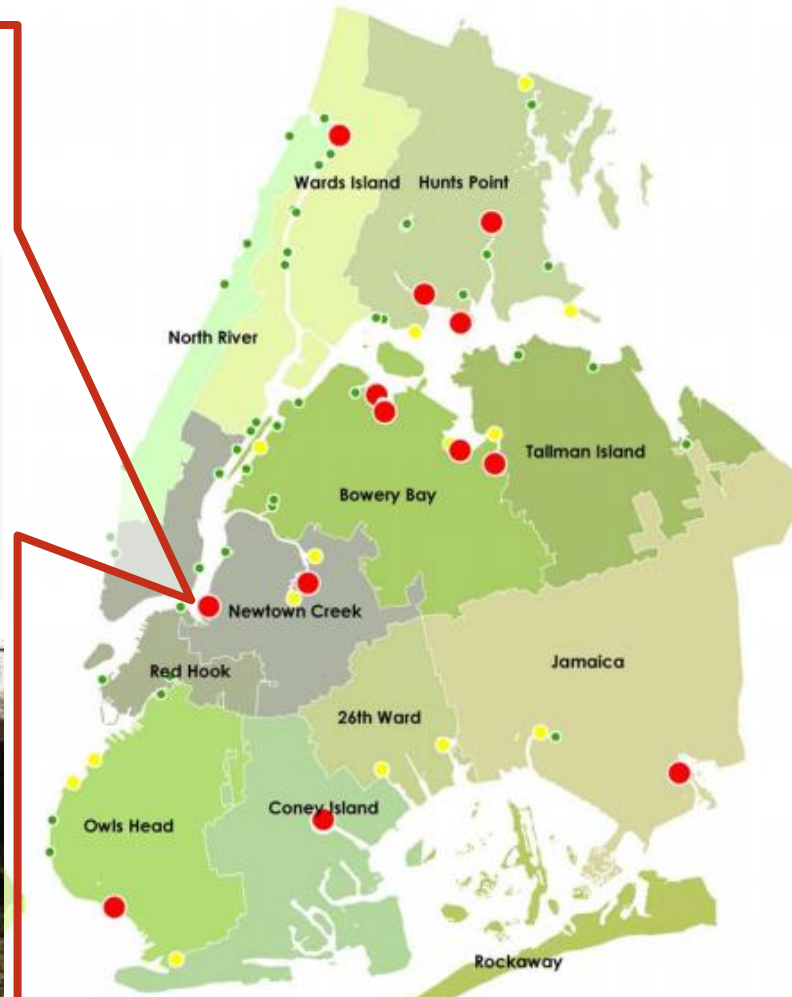 Wards Island
Hunts Point
North River
Tallman Island
Bowery Bay
Newtown Creek
Red Hook
Jamaica
26th Ward
Coney Island
Owls Head
Rockaway